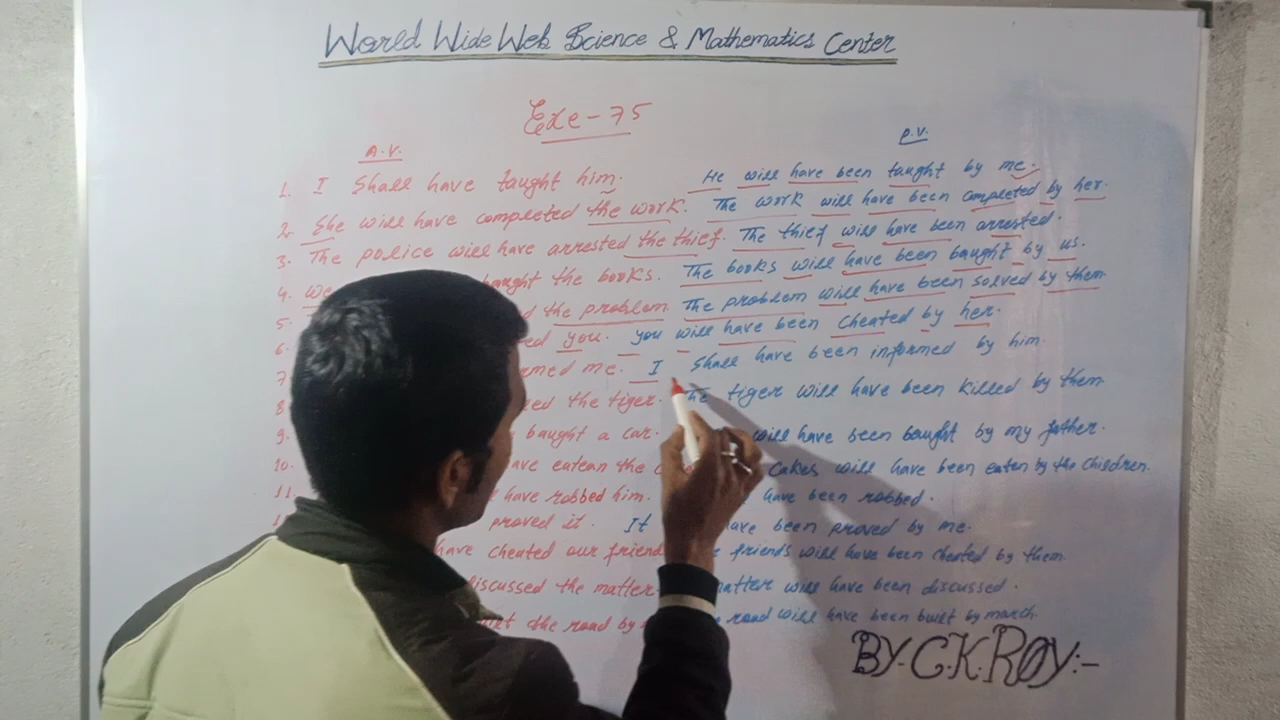 World Wide Web Science & Mathematics Center
Exe-75
A.V. P.V.
1. I Shall have taught him. He will have been taught by me.
2. She will have completed the work. The work will have been completed by her.
3. The police will have arrested the thief. The thief will have been arrested.
4. We baught the books. The books will have been baught by us.
5. the problem. The problem will have been solved by them
6. you. you will have been cheated by her.
7 me. I Shall have been informed by him.
8 the tiger. The tiger will have been killed by them
9. baught a car. will have been baught by my father.
10. have eatean the cakes will have been eaten by the children.
11 have robbed him. have been robbed.
proved it. It have been proved by me.
have cheated our friend friends will have been cheated by them
discussed the matter. matter will have been discussed.
the road by road will have been built by march.
BY:-C.K.ROY:-